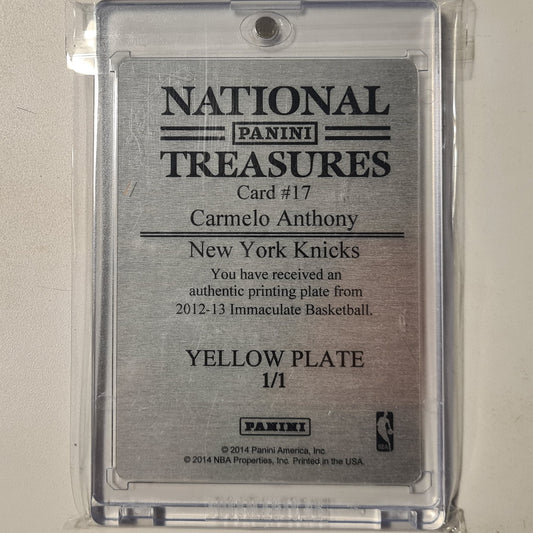 NATIONAL
PANINI
TREASURES
Card #17
Carmelo Anthony
New York Knicks
You have received an
authentic printing plate from
2012-13 Immaculate Basketball.
YELLOW PLATE
1/1
PANINI
NBA
© 2014 Panini America, Inc.
© 2014 NBA Properties, Inc. Printed in the USA.